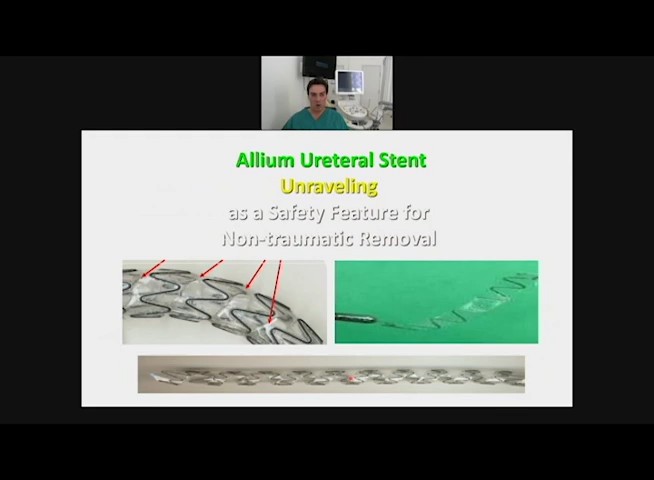 Allium Ureteral Stent
Unraveling
as a Safety Feature for
Non-traumatic Removal